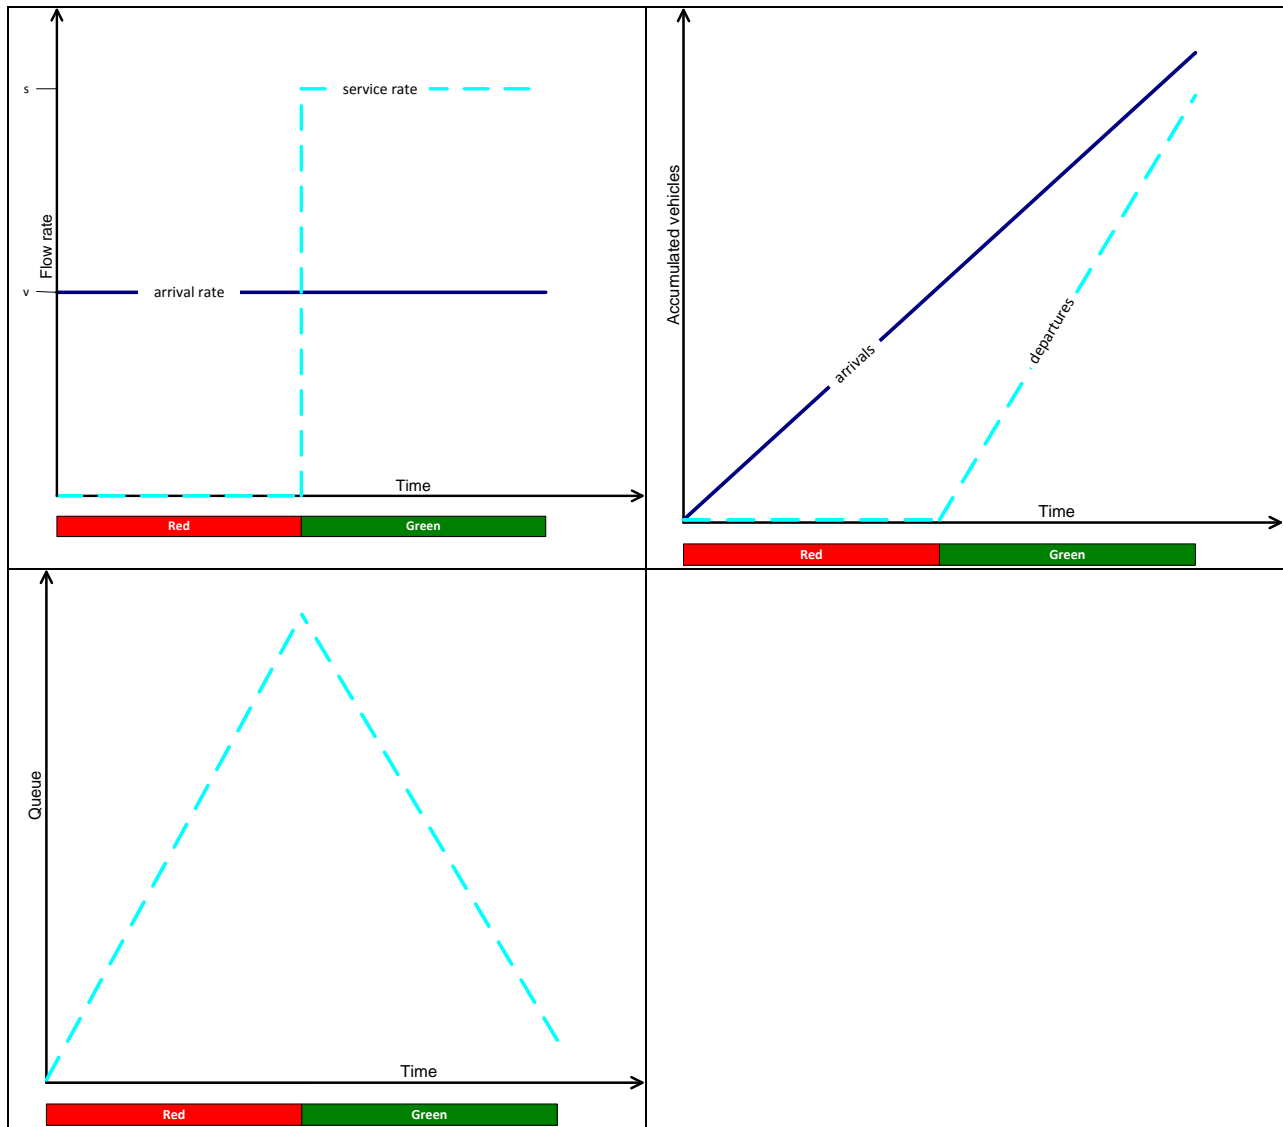 s
service rate
Flow rate
v
arrival rate
Time
Red
Green
Accumulated vehicles
arrivals
departures
Time
Red
Green
Queue
Time
Red
Green